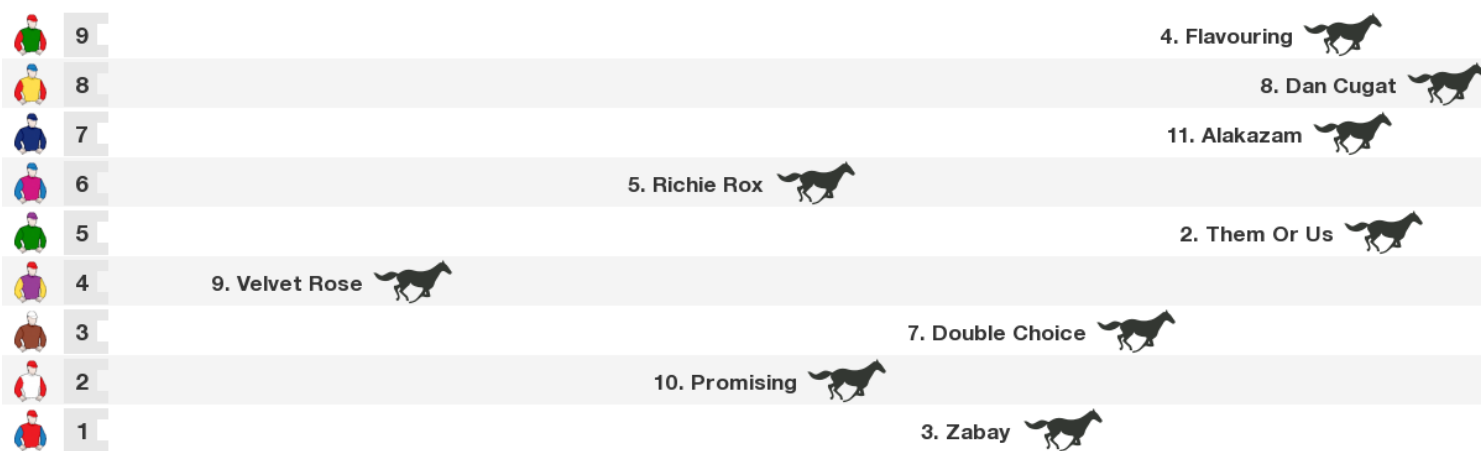 9 4. Flavouring
8 8. Dan Cugat
7 11. Alakazam
6 5. Richie Rox
5 2. Them Or Us
4 9. Velvet Rose
3 7. Double Choice
2 10. Promising
1 3. Zabay